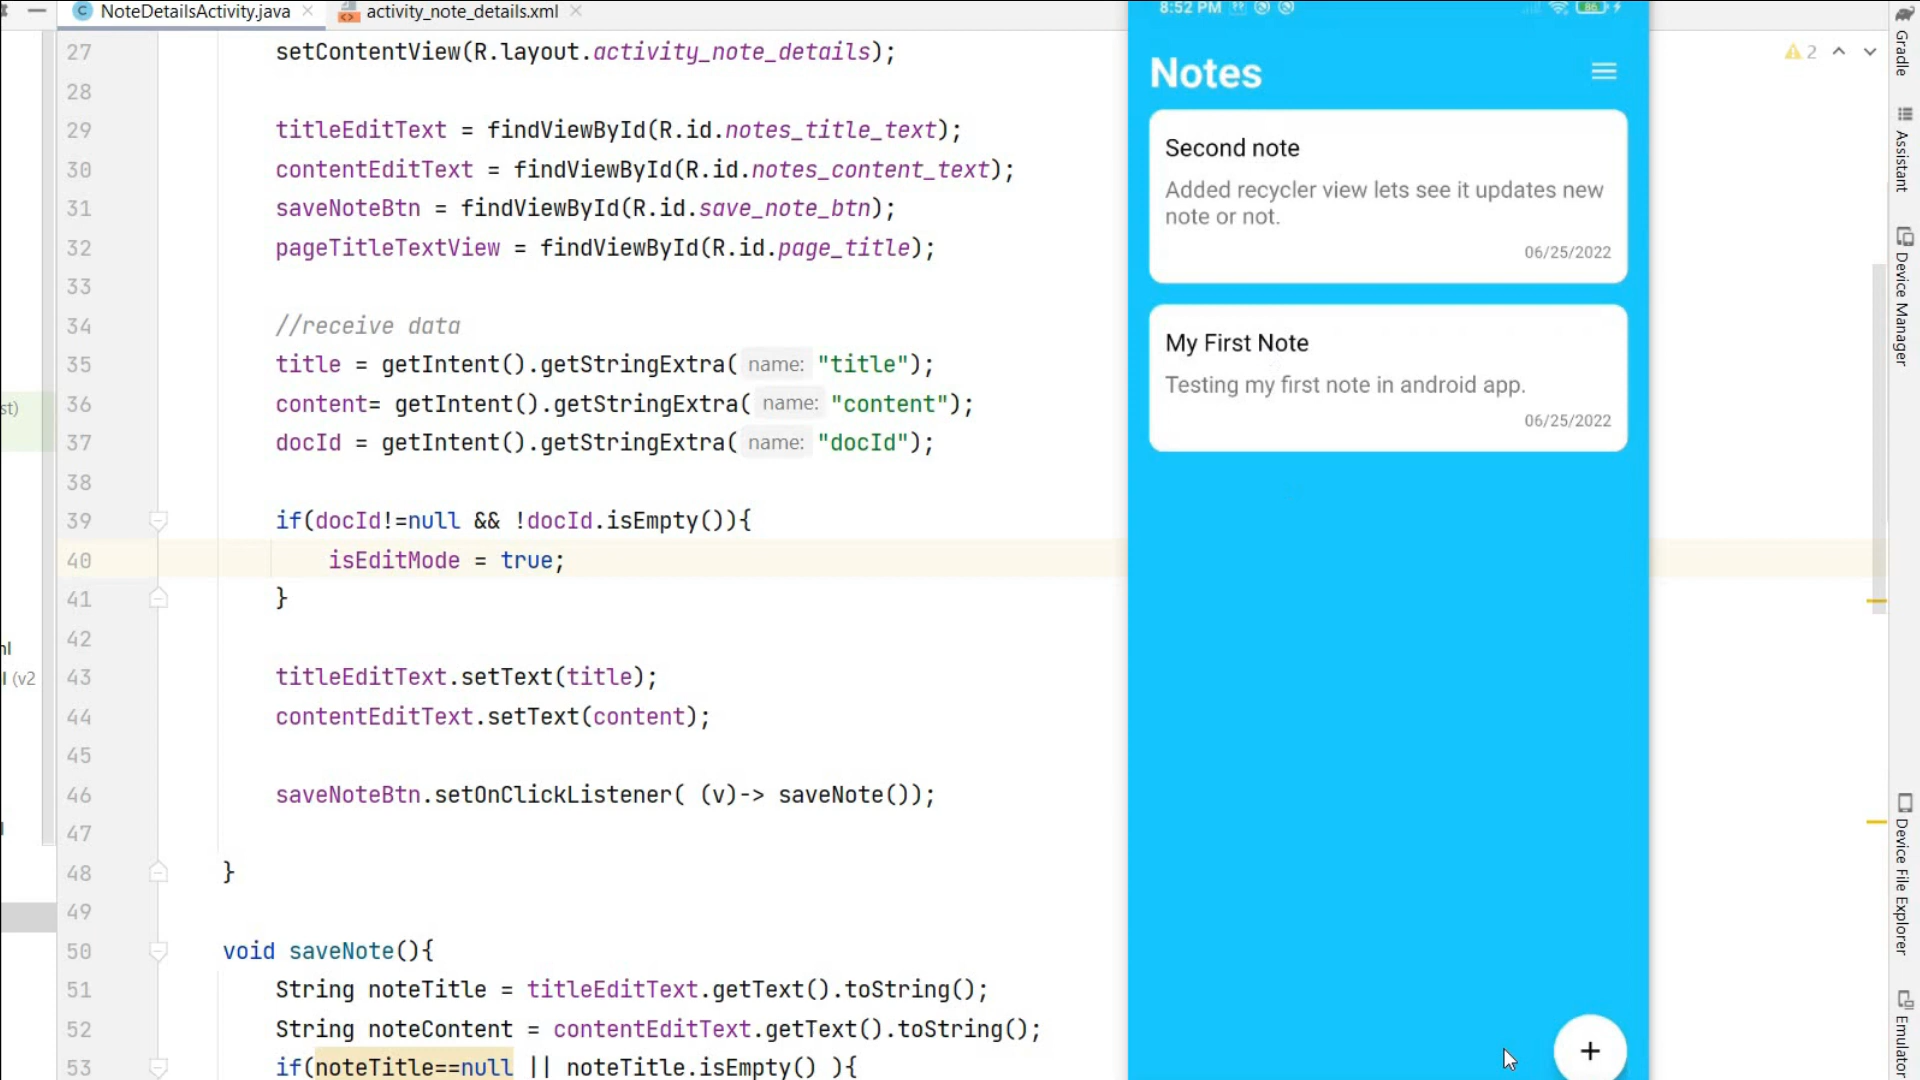 NoteDetailsActivity.java
activity_note_details.xml
27 setContentView(R.layout.activity_note_details);
28
29 titleEditText = findViewById(R.id.notes_title_text);
30 contentEditText = findViewById(R.id.notes_content_text);
31 saveNoteBtn = findViewById(R.id.save_note_btn);
32 pageTitleTextView = findViewById(R.id.page_title);
33
34 //receive data
35 title = getIntent().getStringExtra( name: "title");
36 content= getIntent().getStringExtra( name: "content");
37 docId = getIntent().getStringExtra( name: "docId");
38
39 if(docId!=null && !docId.isEmpty()){
40 isEditMode = true;
41 }
42
43 titleEditText.setText(title);
44 contentEditText.setText(content);
45
46 saveNoteBtn.setOnClickListener( (v)-> saveNote());
47
48 }
49
50 void saveNote(){
51 String noteTitle = titleEditText.getText().toString();
52 String noteContent = contentEditText.getText().toString();
53 if(noteTitle==null || noteTitle.isEmpty() ){
st)
(v2
8:52 PM
86
Notes
Second note
Added recycler view lets see it updates new
note or not.
06/25/2022
My First Note
Testing my first note in android app.
06/25/2022
+
2
Gradle
Assistant
Device Manager
Device File Explorer
Emulator